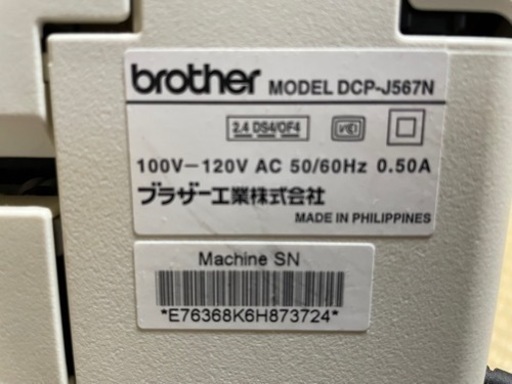 brother MODEL DCP-J567N
2.4 DS4/OF4
100V-120V AC 50/60Hz 0.50A
ブラザー工業株式会社
MADE IN PHILIPPINES
Machine SN
*E76368K6H873724*